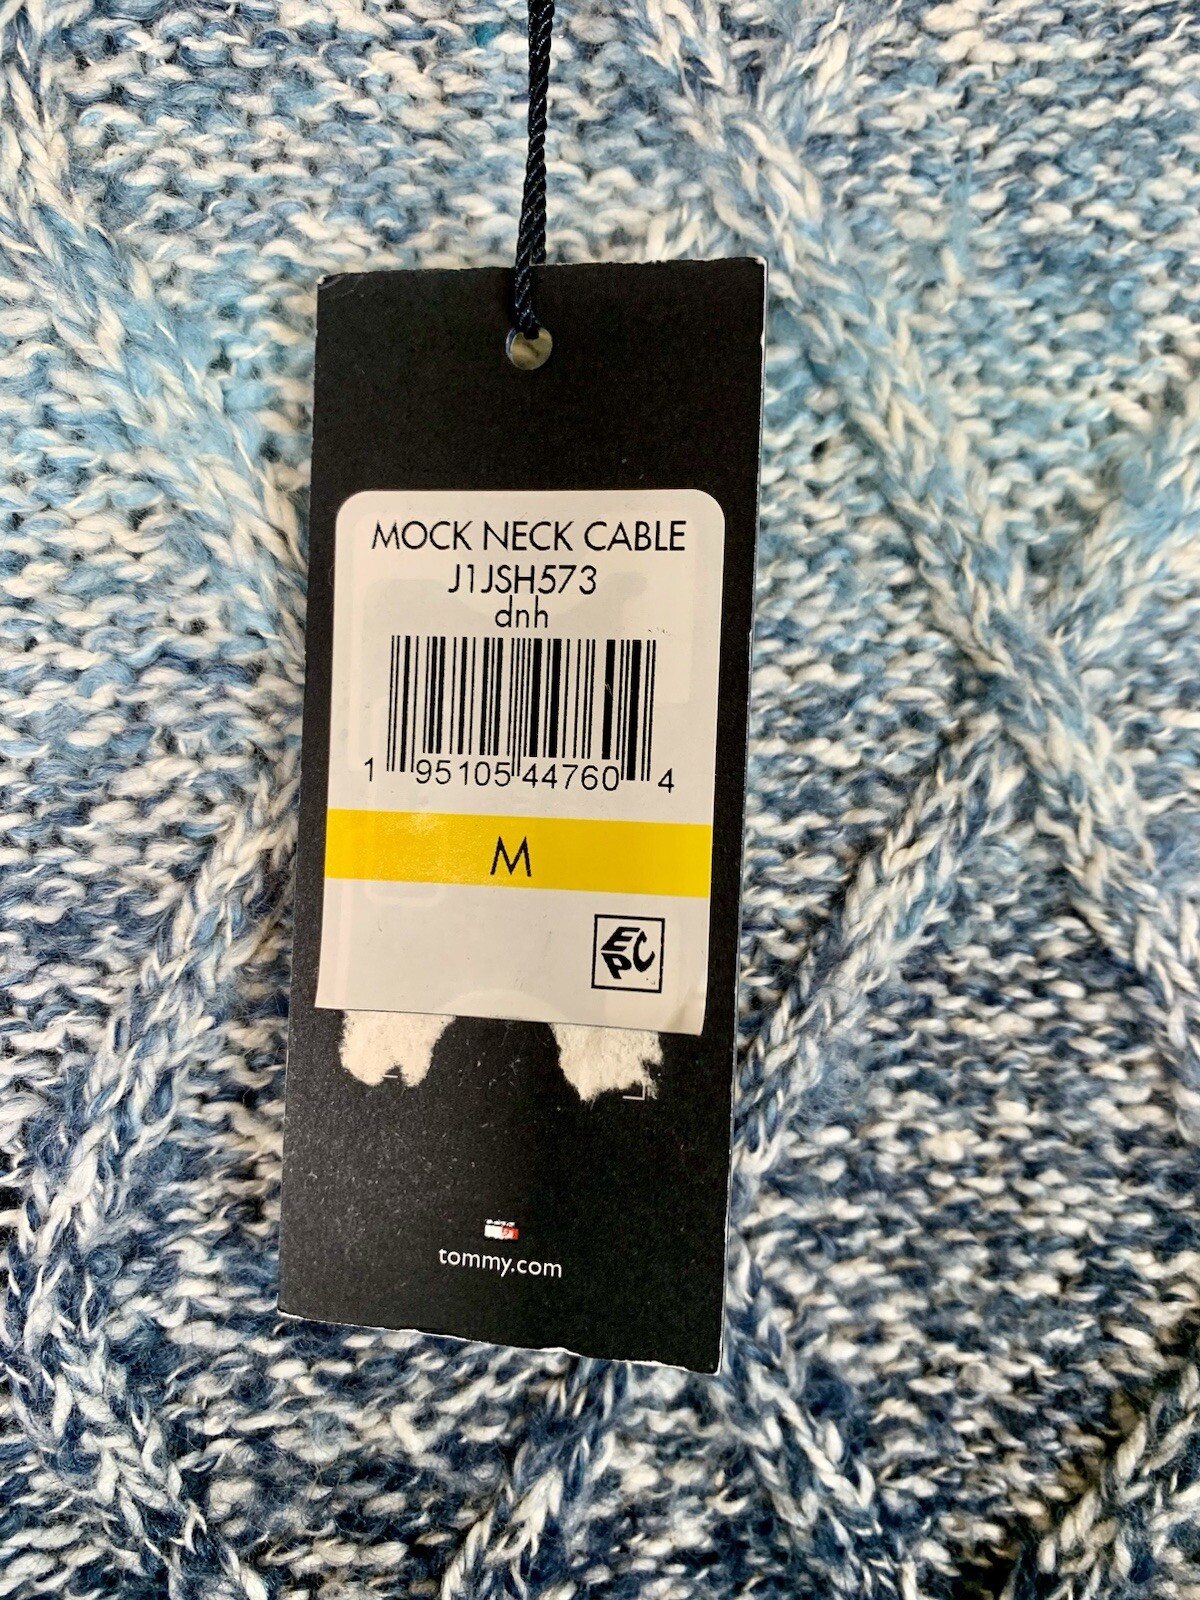 MOCK NECK CABLE
J1JSH573
dnh
1 95105 44760 4
M
EPC
tommy.com